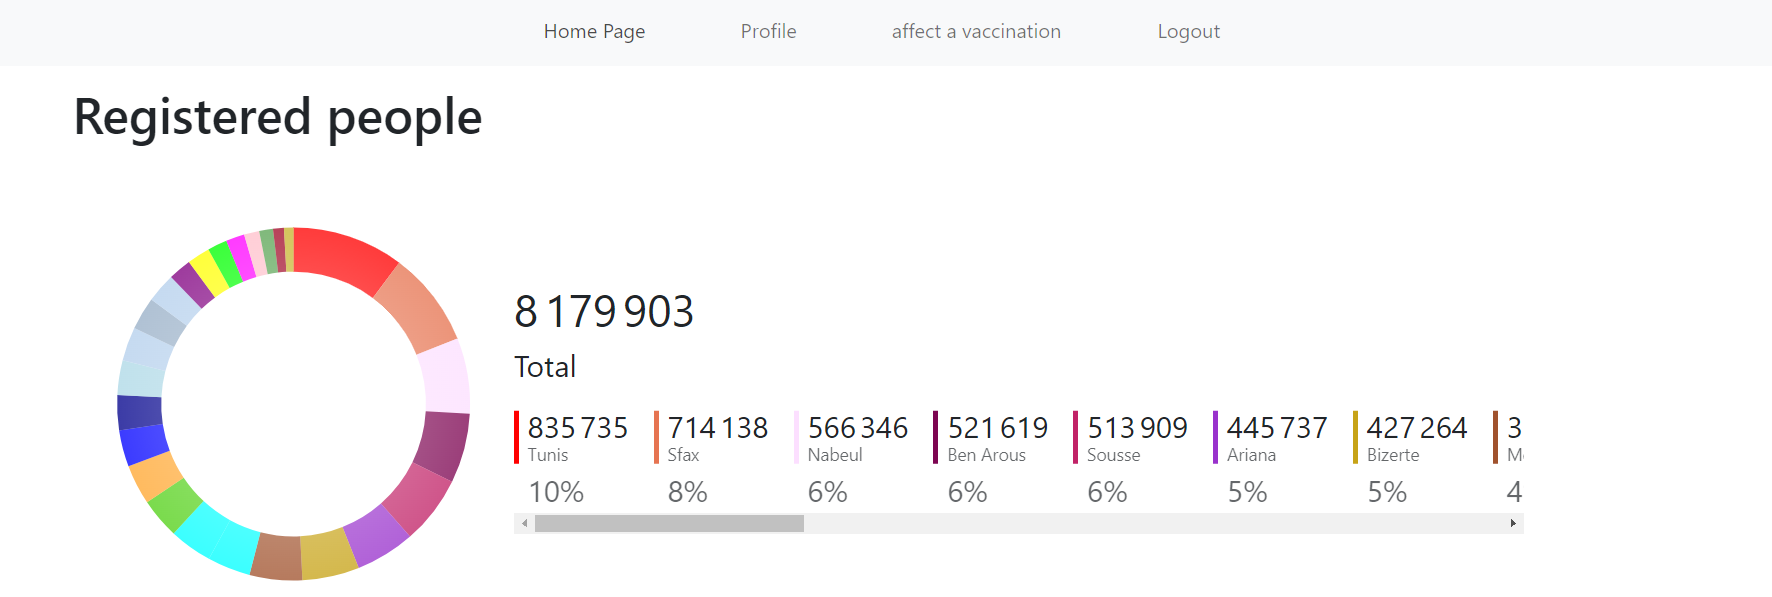 Home Page Profile affect a vaccination Logout
Registered people
8 179 903
Total
835 735 714 138 566 346 521 619 513 909 445 737 427 264 3
Tunis Sfax Nabeul Ben Arous Sousse Ariana Bizerte
10% 8% 6% 6% 6% 5% 5% 4